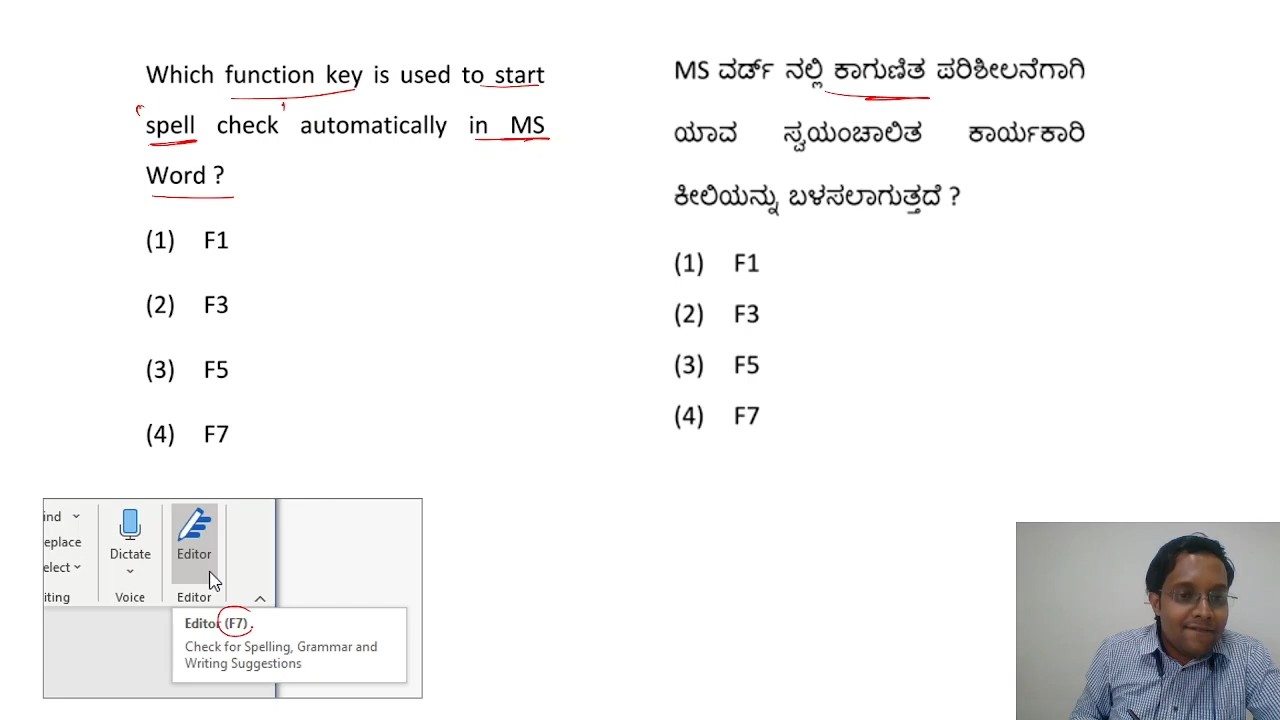 Which function key is used to start
spell check automatically in MS
Word ?
(1) F1
(2) F3
(3) F5
(4) F7
MS ವರ್ಡ್ ನಲ್ಲಿ ಕಾಗುಣಿತ ಪರಿಶೀಲನೆಗಾಗಿ
ಯಾವ ಸ್ವಯಂಚಾಲಿತ ಕಾರ್ಯಕಾರಿ
ಕೀಲಿಯನ್ನು ಬಳಸಲಾಗುತ್ತದೆ ?
(1) F1
(2) F3
(3) F5
(4) F7
ind
eplace
elect
iting
Dictate
Voice
Editor
Editor
Editor (F7)
Check for Spelling, Grammar and
Writing Suggestions